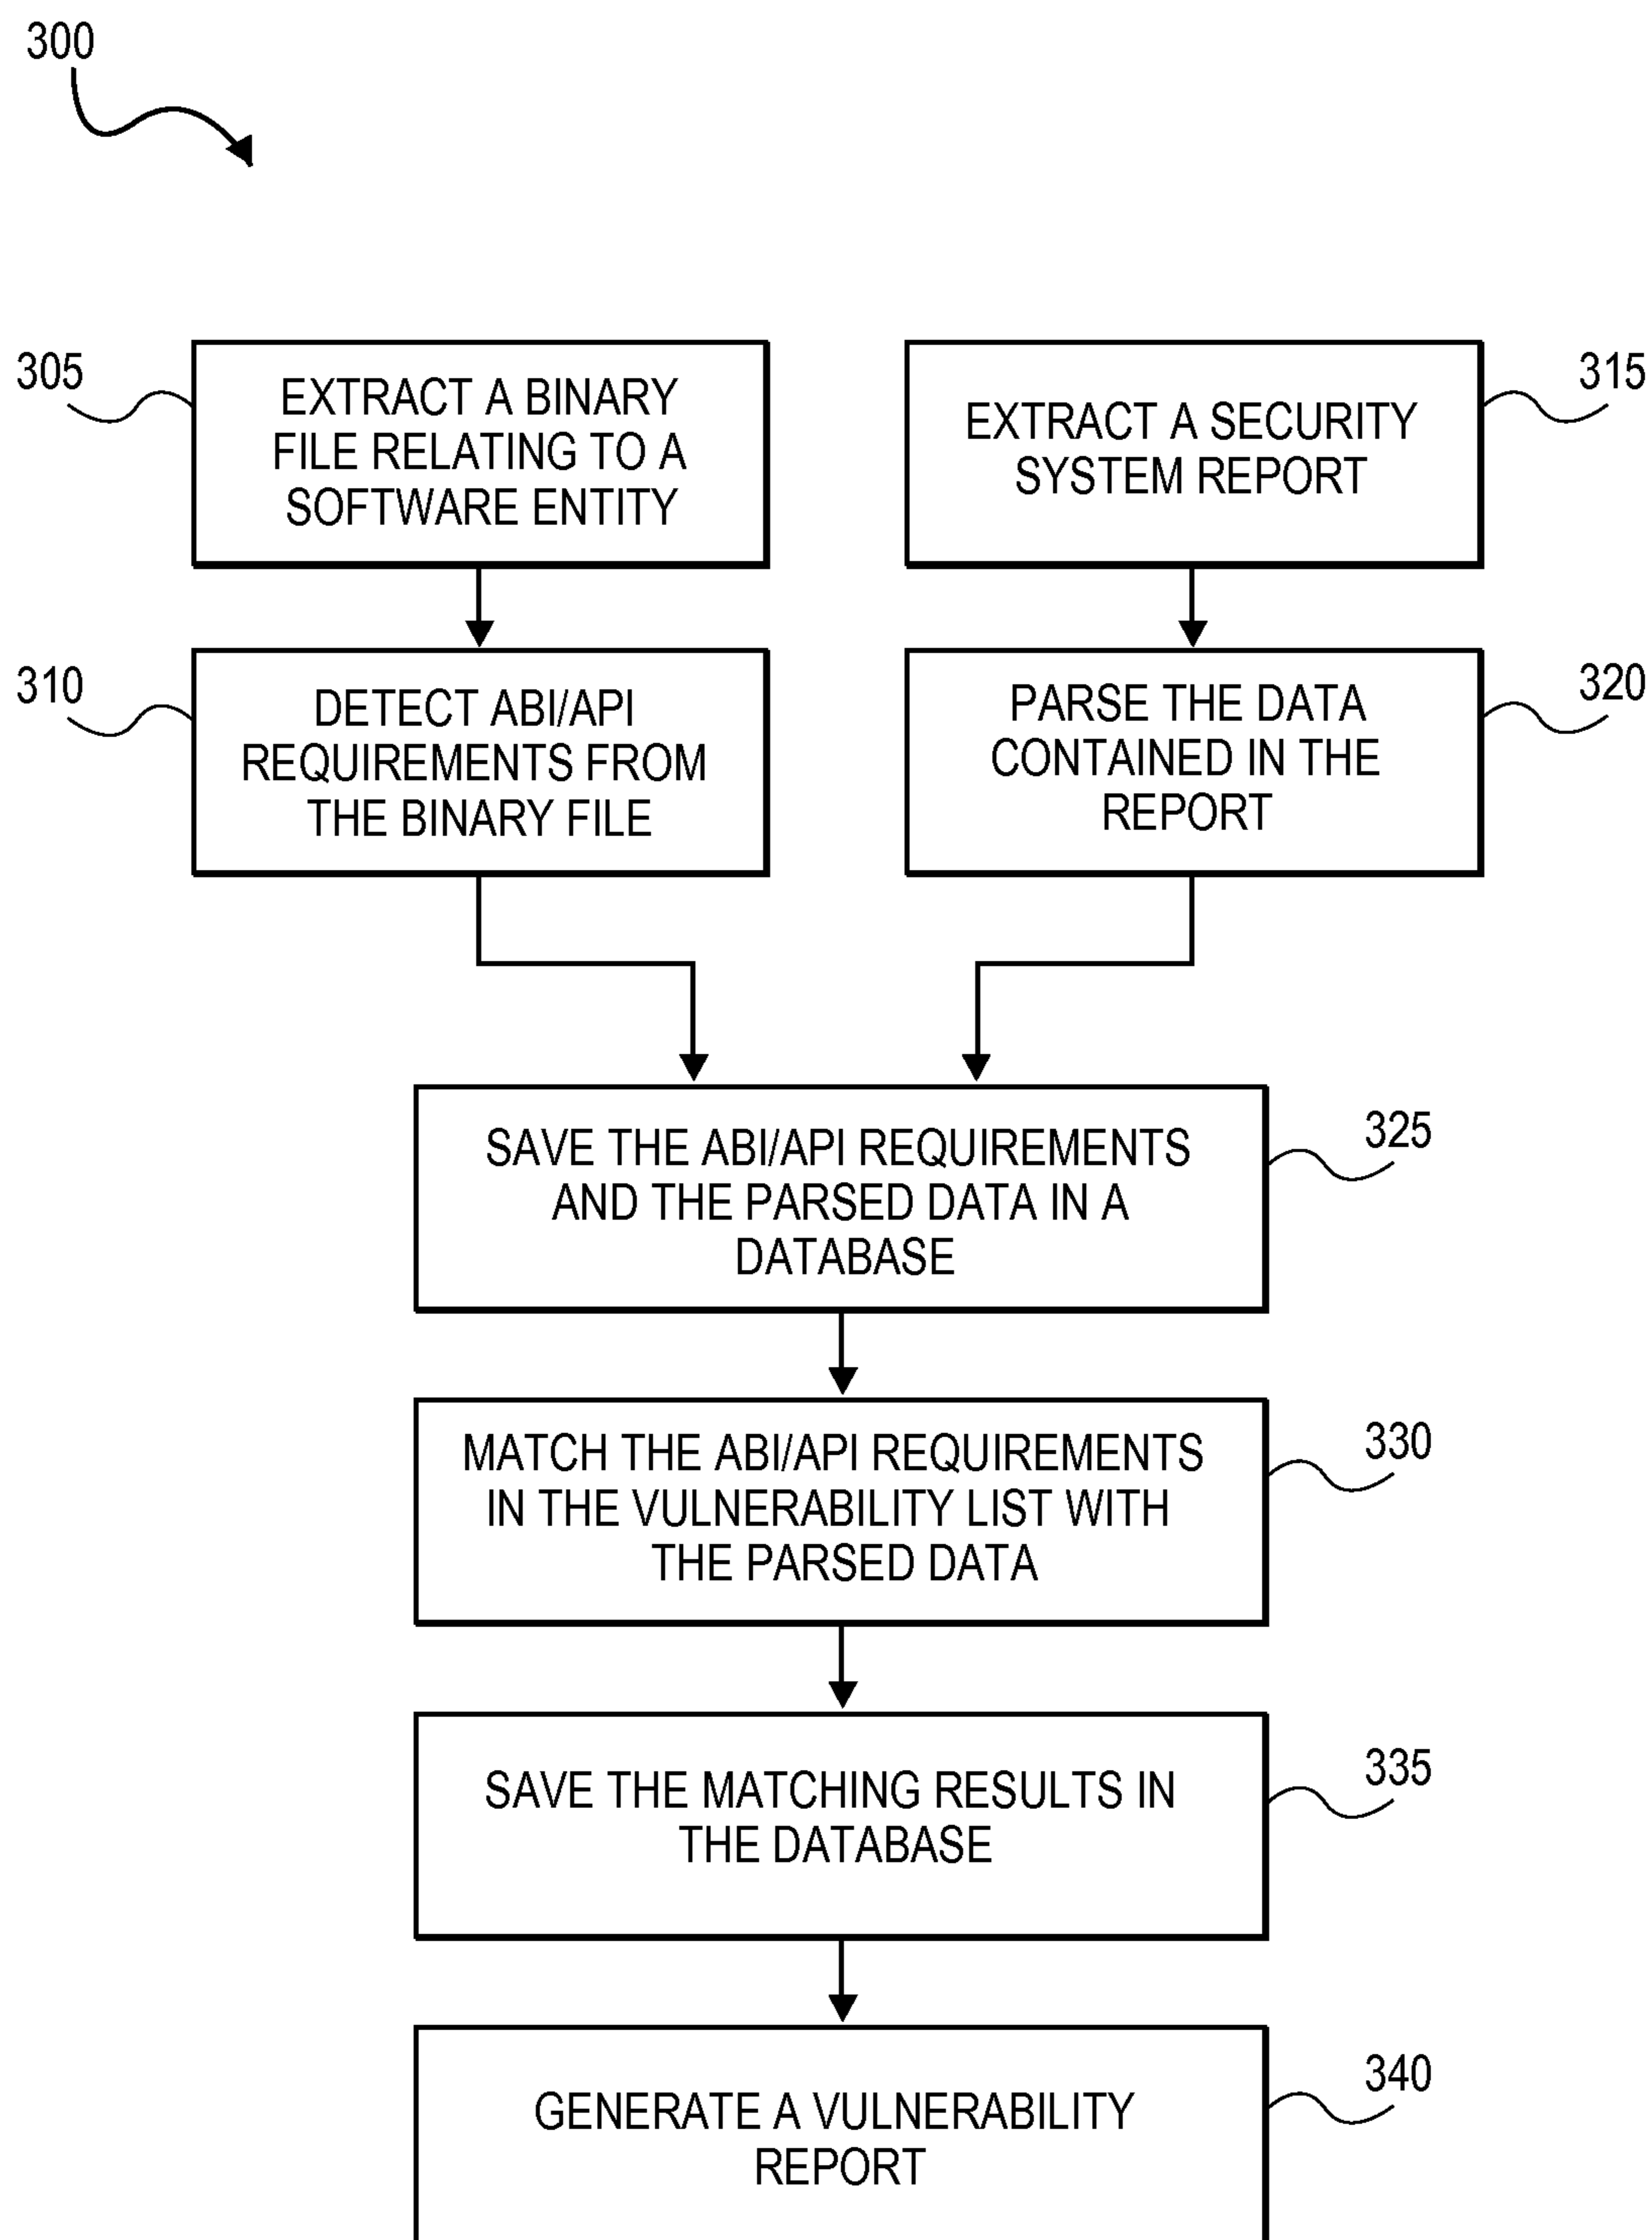 300
305
EXTRACT A BINARY
FILE RELATING TO A
SOFTWARE ENTITY
EXTRACT A SECURITY
SYSTEM REPORT
315
310
DETECT ABI/API
REQUIREMENTS FROM
THE BINARY FILE
PARSE THE DATA
CONTAINED IN THE
REPORT
320
SAVE THE ABI/API REQUIREMENTS
AND THE PARSED DATA IN A
DATABASE
325
MATCH THE ABI/API REQUIREMENTS
IN THE VULNERABILITY LIST WITH
THE PARSED DATA
330
SAVE THE MATCHING RESULTS IN
THE DATABASE
335
GENERATE A VULNERABILITY
REPORT
340